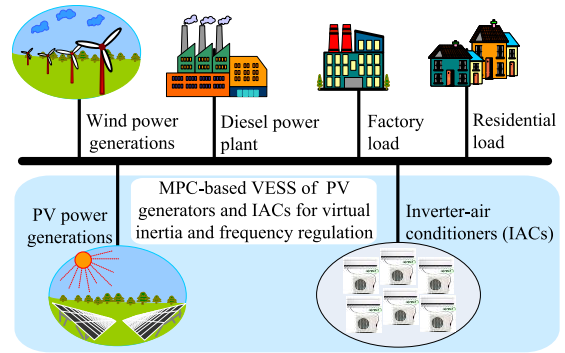 Wind power
generations
Diesel power
plant
Factory
load
Residential
load
PV power
generations
MPC-based VESS of PV
generators and IACs for virtual
inertia and frequency regulation
Inverter-air
conditioners (IACs)